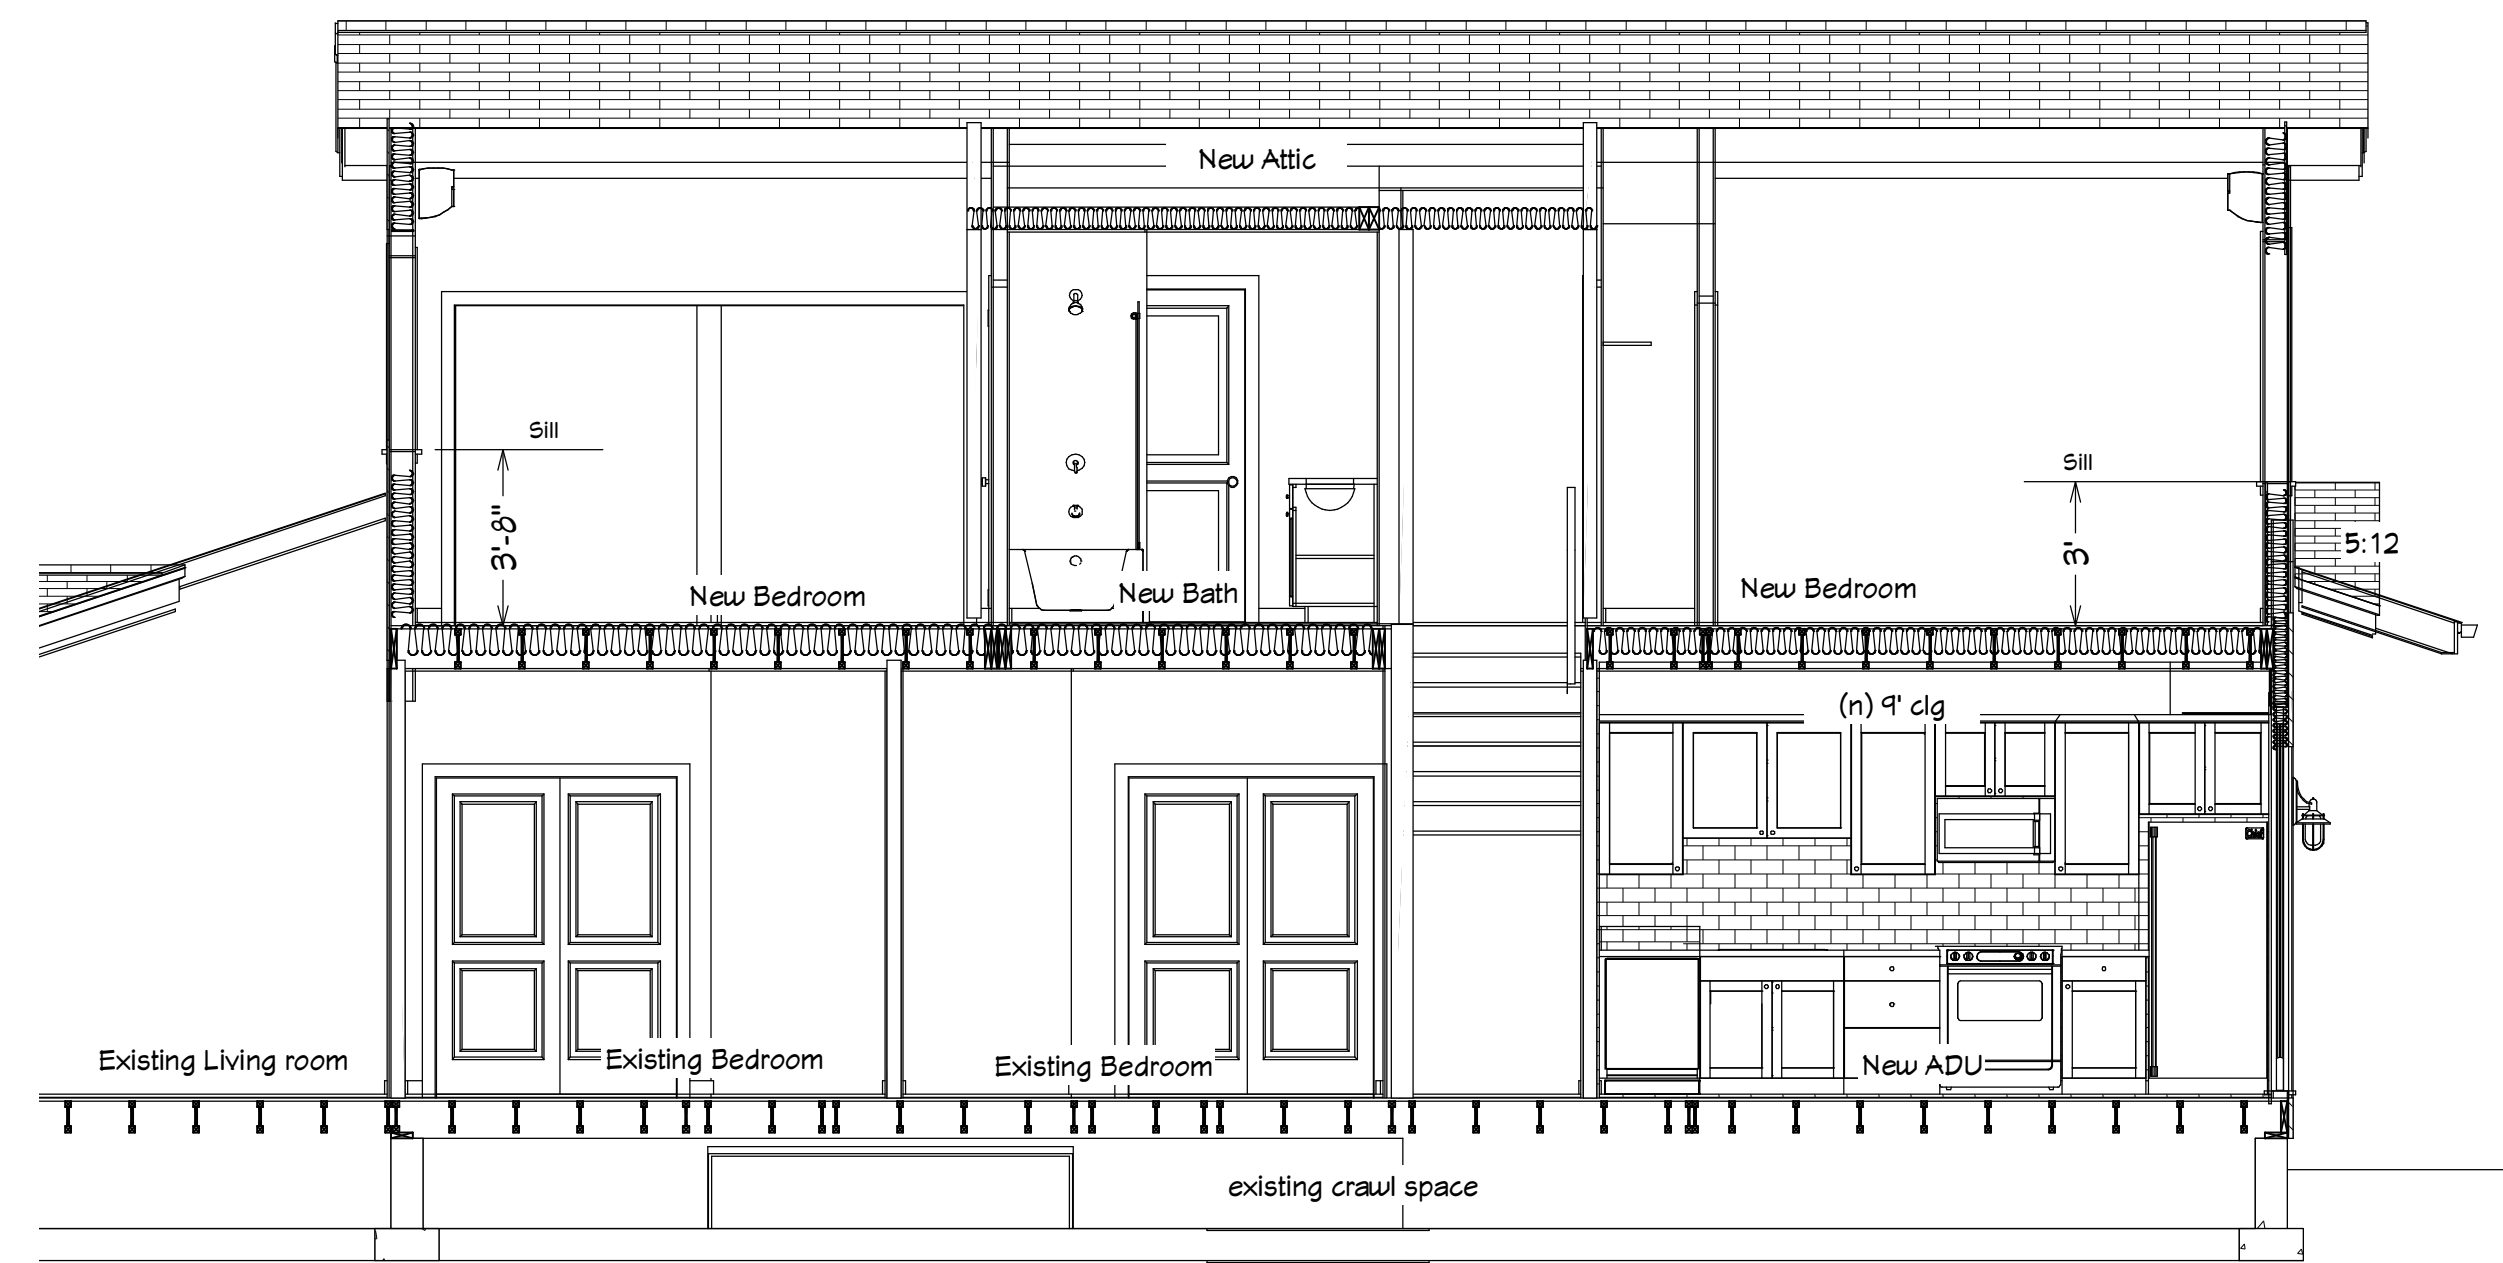 New Attic
Sill
Sill
3'-8"
3'
5:12
New Bedroom
New Bath
New Bedroom
(n) 9' clg
Existing Living room
Existing Bedroom
Existing Bedroom
New ADU
existing crawl space